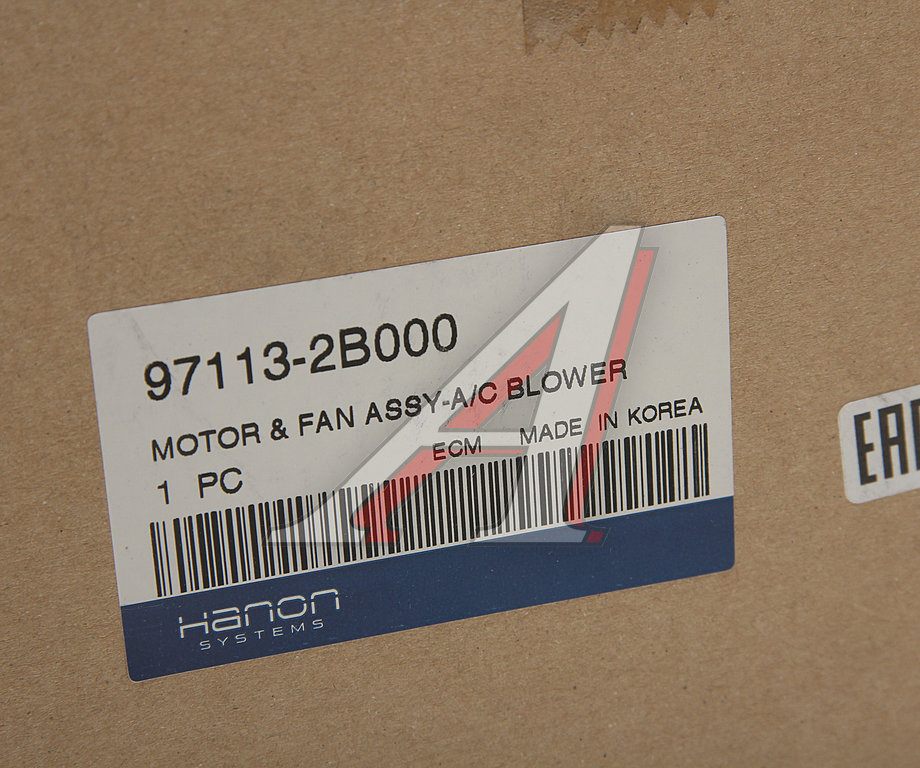 97113-2B000
MOTOR & FAN ASSY-A/C BLOWER
1 PC ECM MADE IN KOREA
Hanon
SYSTEMS
EAC